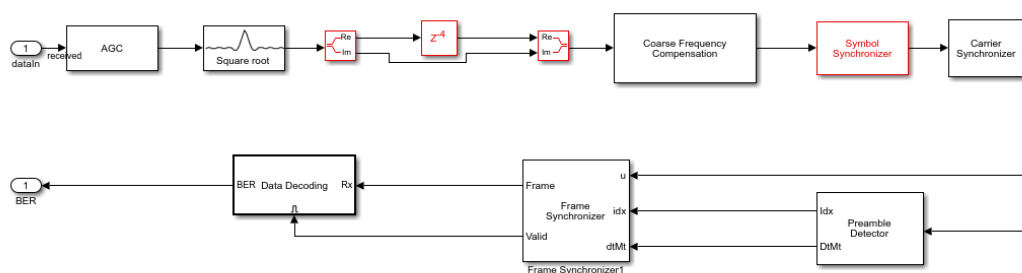 1
dataIn
received
AGC
Square root
Re
Im
Z-4
Re
Im
Coarse Frequency
Compensation
Symbol
Synchronizer
Carrier
Synchronizer
1
BER
BER
Data Decoding
Rx
Frame
Valid
Frame
Synchronizer
u
idx
dtMt
Frame Synchronizer1
Idx
DtMt
Preamble
Detector